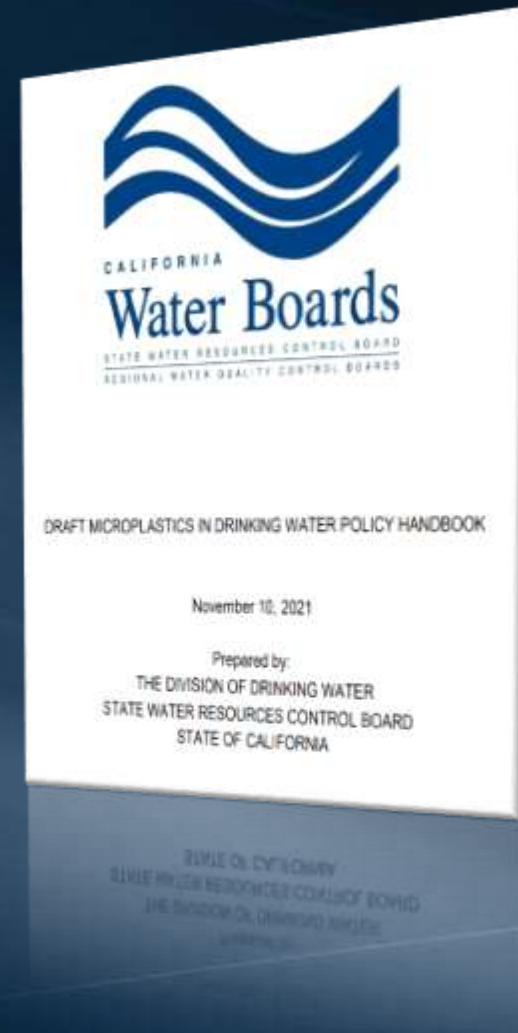 CALIFORNIA
Water Boards
STATE WATER RESOURCES CONTROL BOARD
REGIONAL WATER QUALITY CONTROL BOARDS
DRAFT MICROPLASTICS IN DRINKING WATER POLICY HANDBOOK
November 10, 2021
Prepared by:
THE DIVISION OF DRINKING WATER
STATE WATER RESOURCES CONTROL BOARD
STATE OF CALIFORNIA